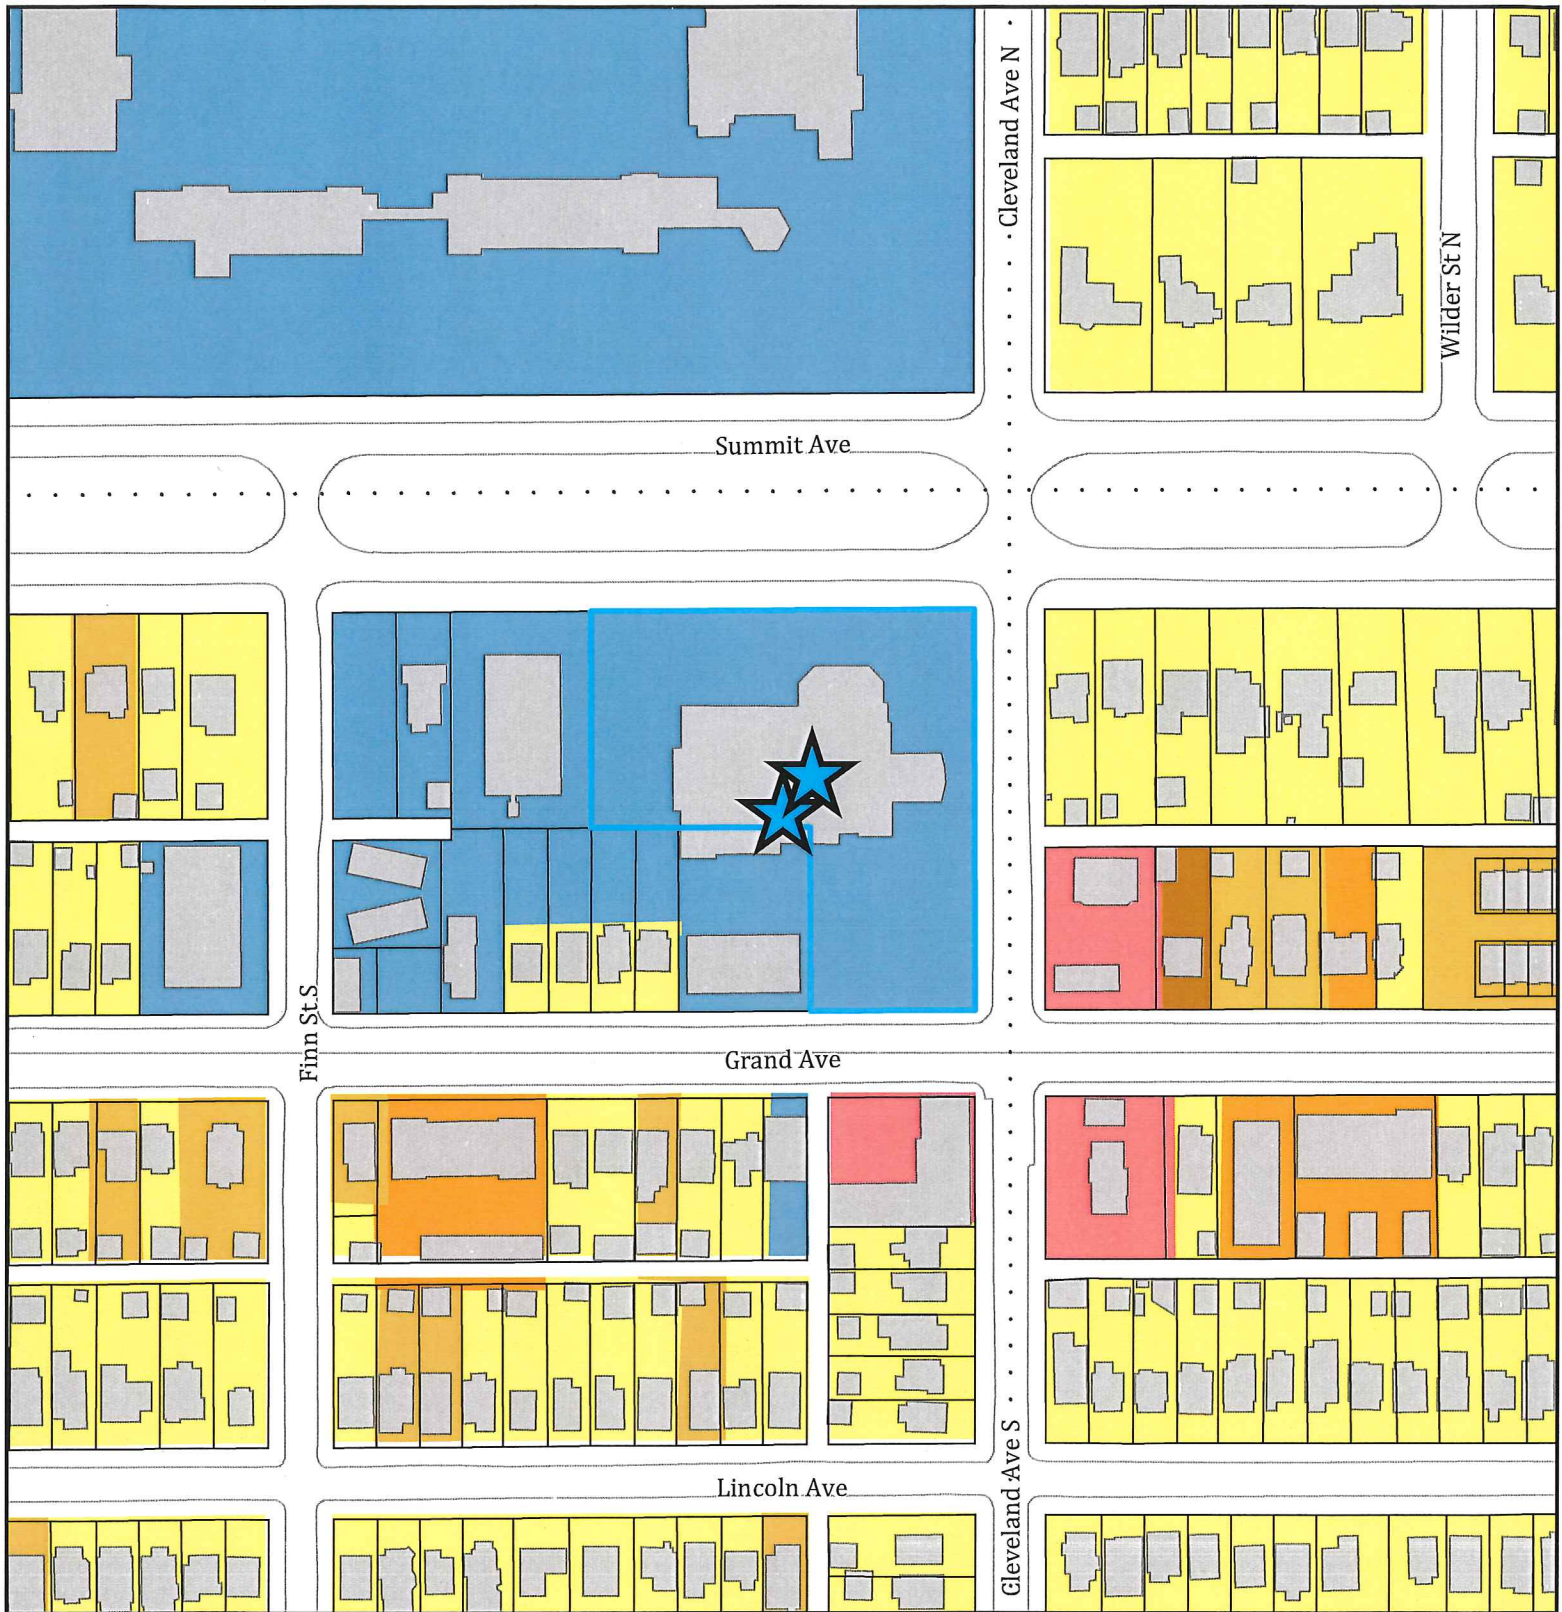 Cleveland Ave N
Wilder St N
Summit Ave
Finn St S
Grand Ave
Lincoln Ave
Cleveland Ave S